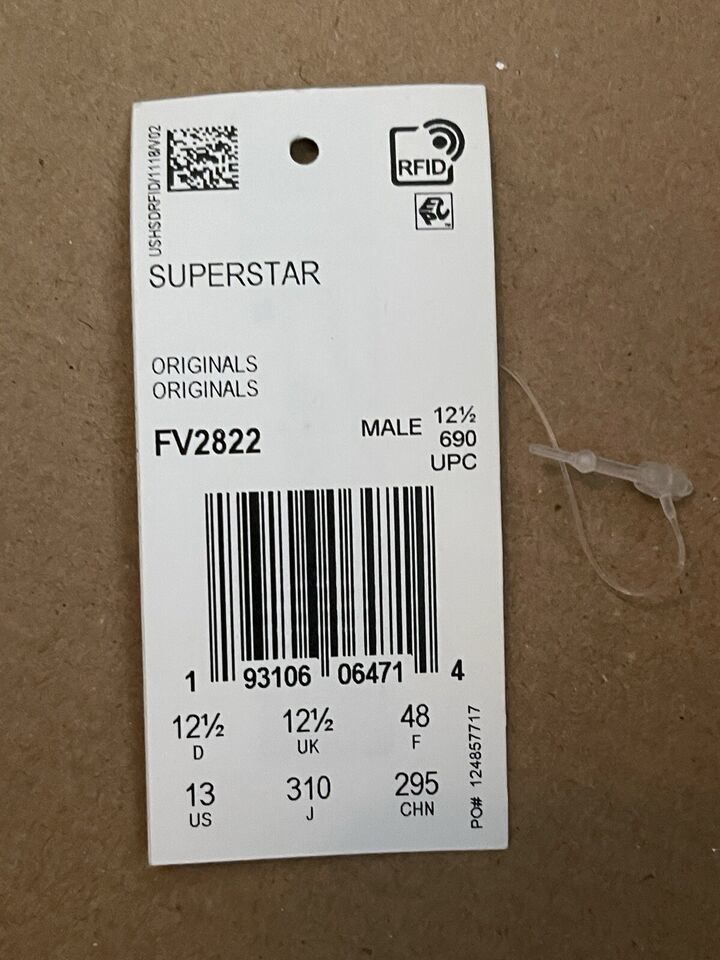 USHSDRFID/1118/V02
RFID
SUPERSTAR
ORIGINALS
ORIGINALS
FV2822
MALE 12½
690
UPC
1 93106 06471 4
12½ 12½ 48
D UK F
13 310 295
US J CHN
PO# 124857717